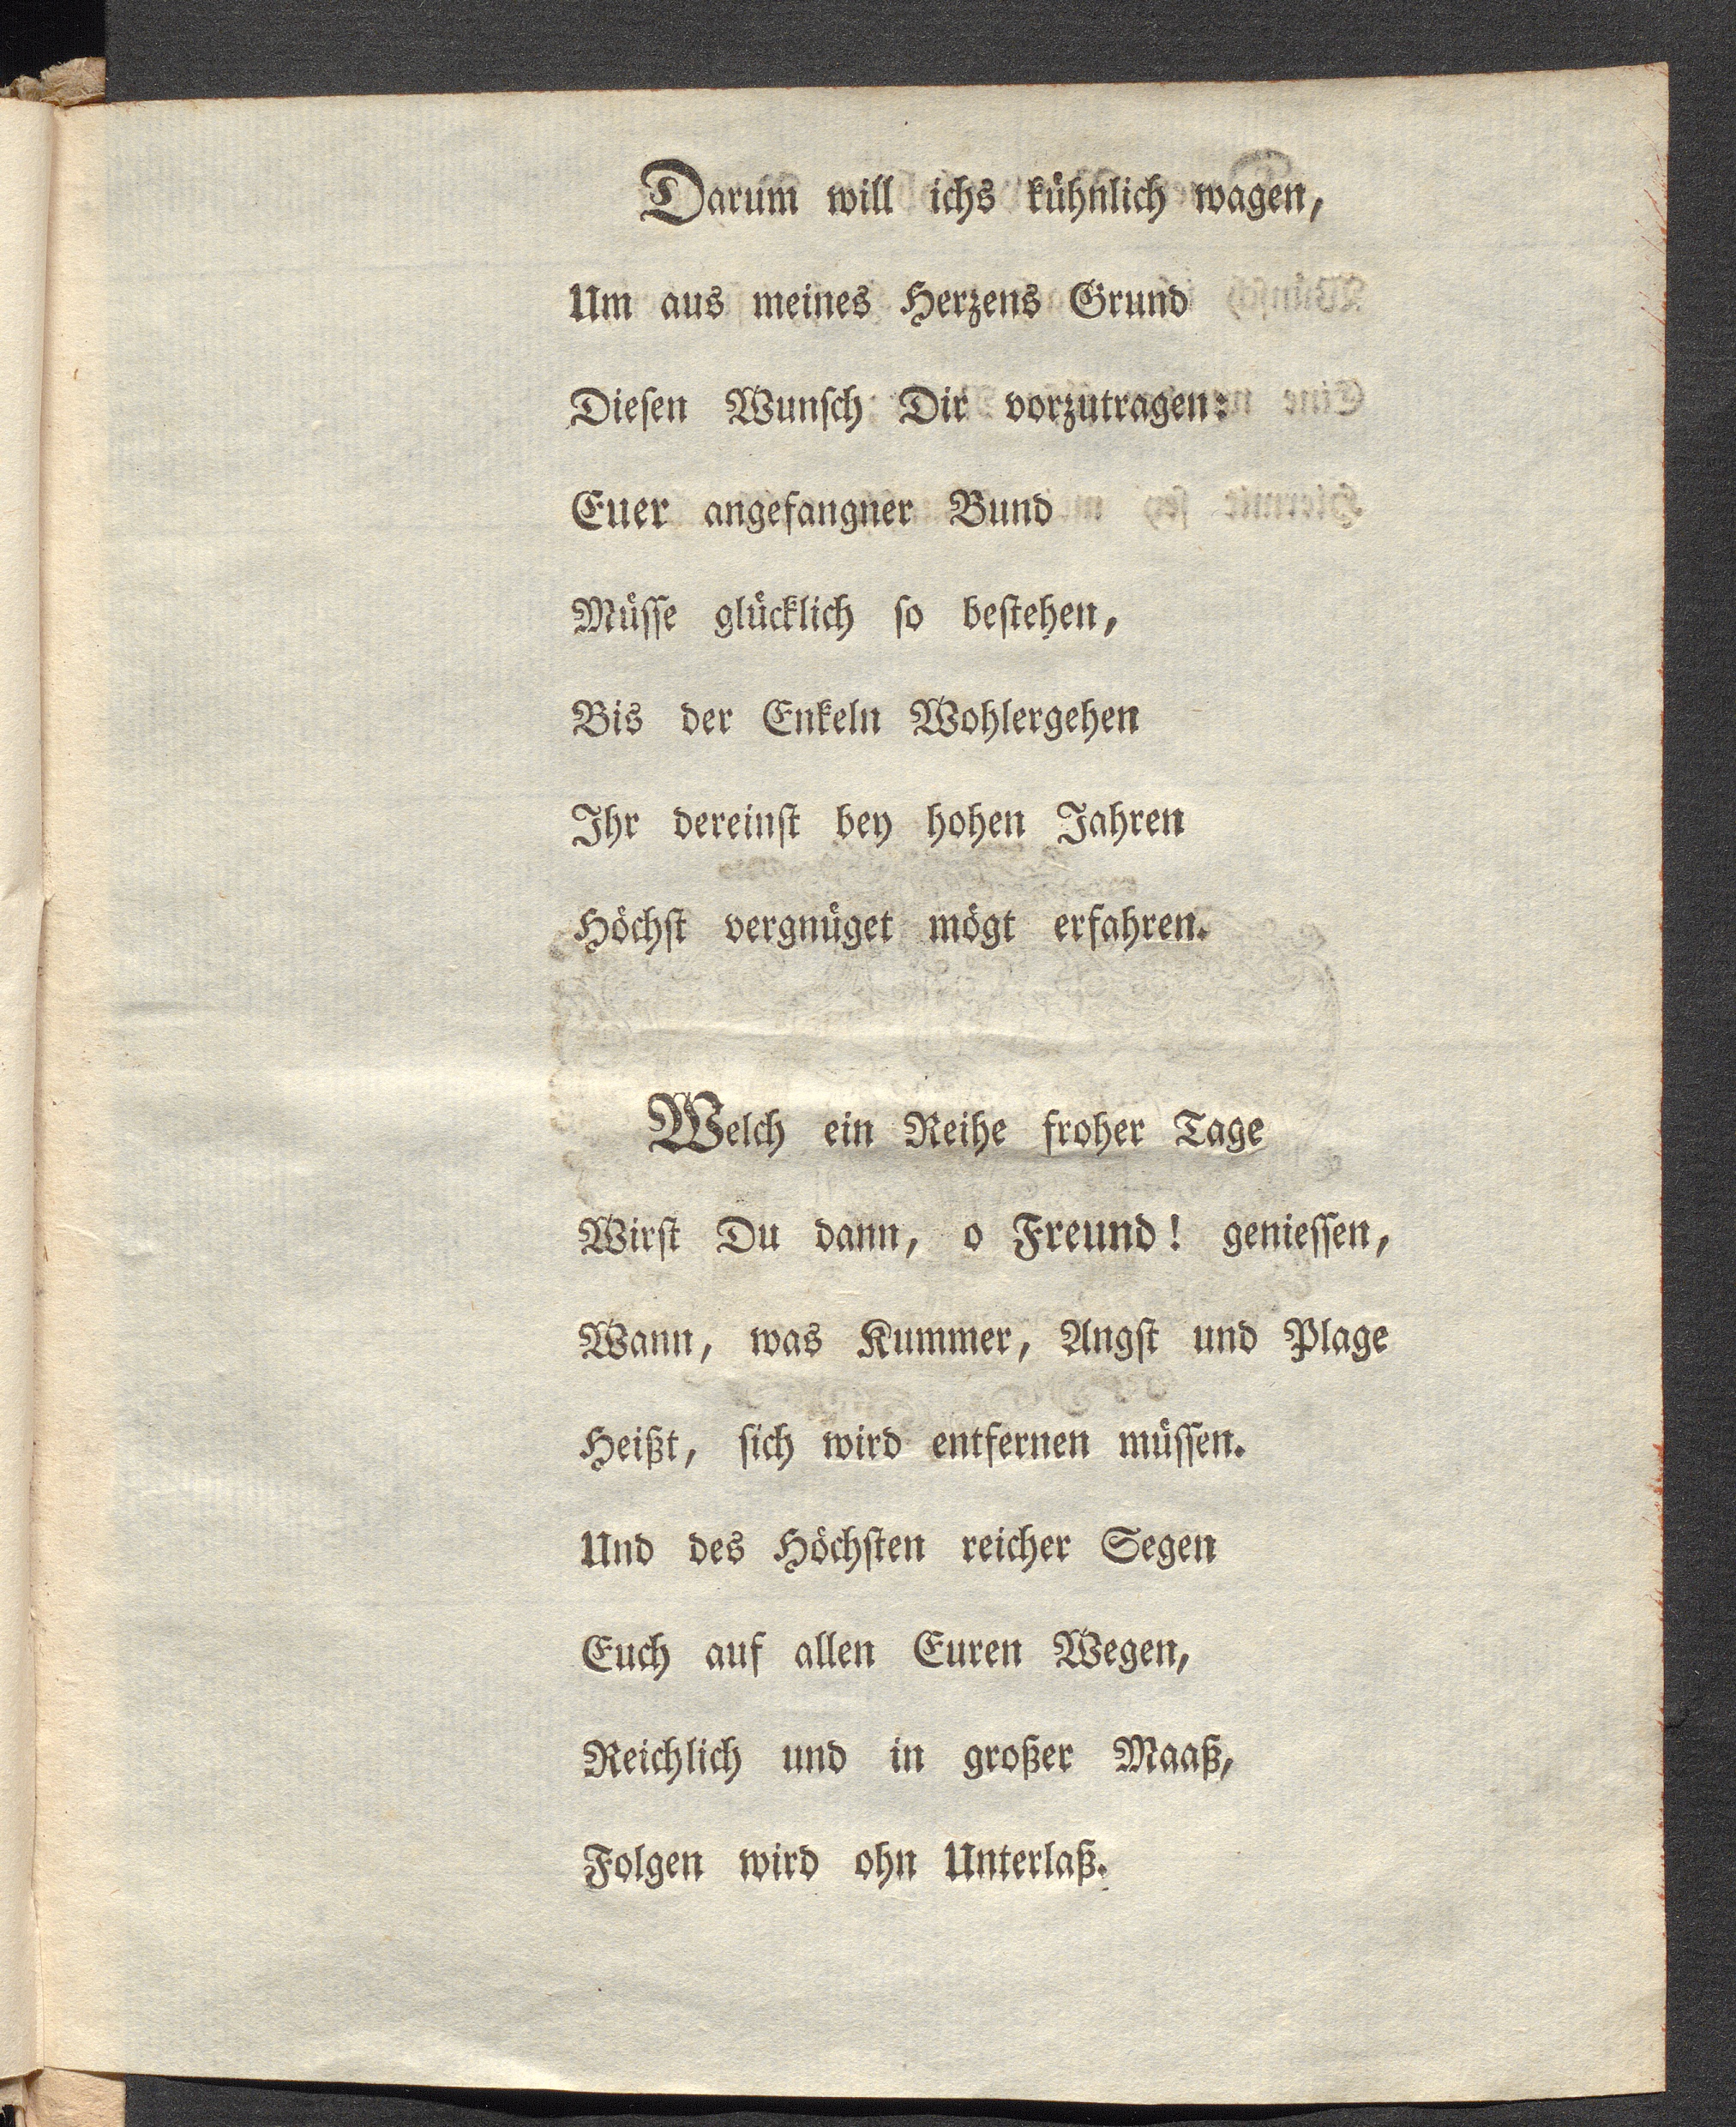 Darum will ichs kühnlich wagen,
Um aus meines Herzens Grund
Dieſen Wunſch Dir vorzutragen:
Euer angefangner Bund
Müſſe glücklich ſo beſtehen,
Bis der Enkeln Wohlergehen
Ihr dereinſt bey hohen Jahren
Höchſt vergnüget mögt erfahren.
Welch ein Reihe froher Tage
Wirſt Du dann, o Freund! genieſſen,
Wann, was Kummer, Angſt und Plage
Heißt, ſich wird entfernen müſſen.
Und des Höchſten reicher Segen
Euch auf allen Euren Wegen,
Reichlich und in großer Maaß,
Folgen wird ohn Unterlaß.